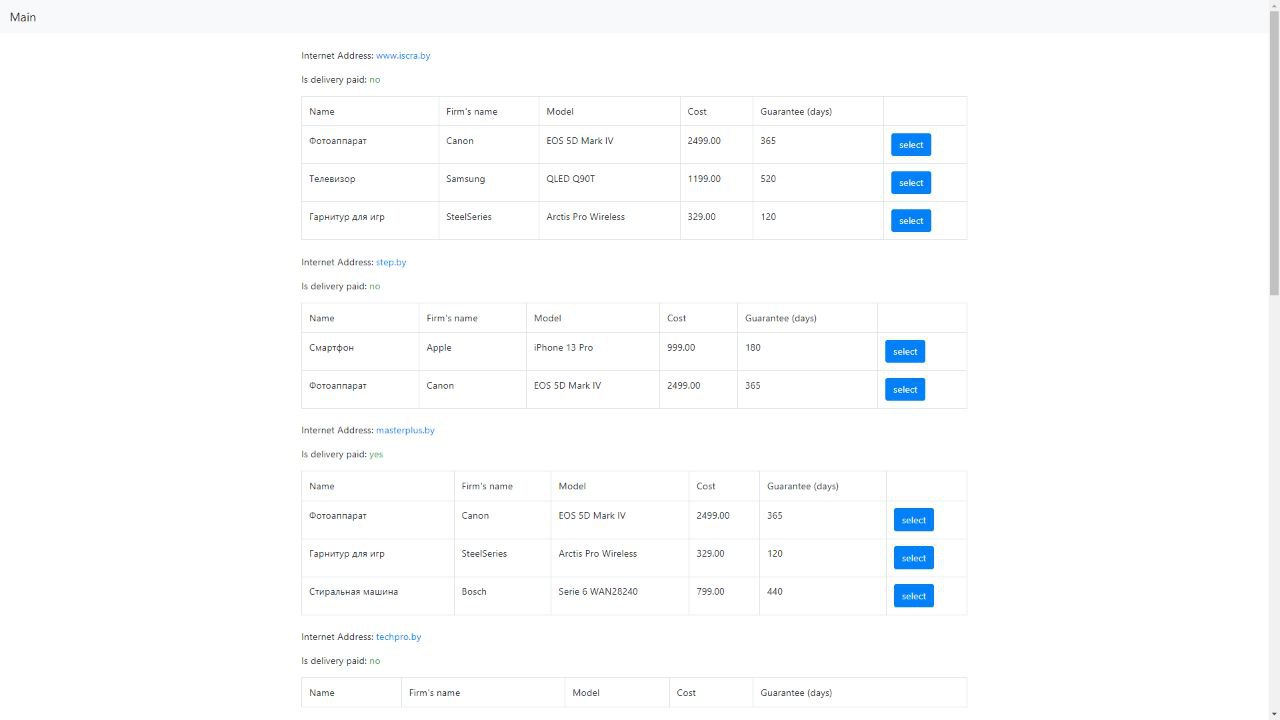 Main
Internet Address: www.iscra.by
Is delivery paid: no
Name Firm's name Model Cost Guarantee (days)
Фотоаппарат Canon EOS 5D Mark IV 2499.00 365 select
Телевизор Samsung QLED Q90T 1199.00 520 select
Гарнитур для игр SteelSeries Arctis Pro Wireless 329.00 120 select
Internet Address: step.by
Is delivery paid: no
Name Firm's name Model Cost Guarantee (days)
Смартфон Apple iPhone 13 Pro 999.00 180 select
Фотоаппарат Canon EOS 5D Mark IV 2499.00 365 select
Internet Address: masterplus.by
Is delivery paid: yes
Name Firm's name Model Cost Guarantee (days)
Фотоаппарат Canon EOS 5D Mark IV 2499.00 365 select
Гарнитур для игр SteelSeries Arctis Pro Wireless 329.00 120 select
Стиральная машина Bosch Serie 6 WAN28240 799.00 440 select
Internet Address: techpro.by
Is delivery paid: no
Name Firm's name Model Cost Guarantee (days)